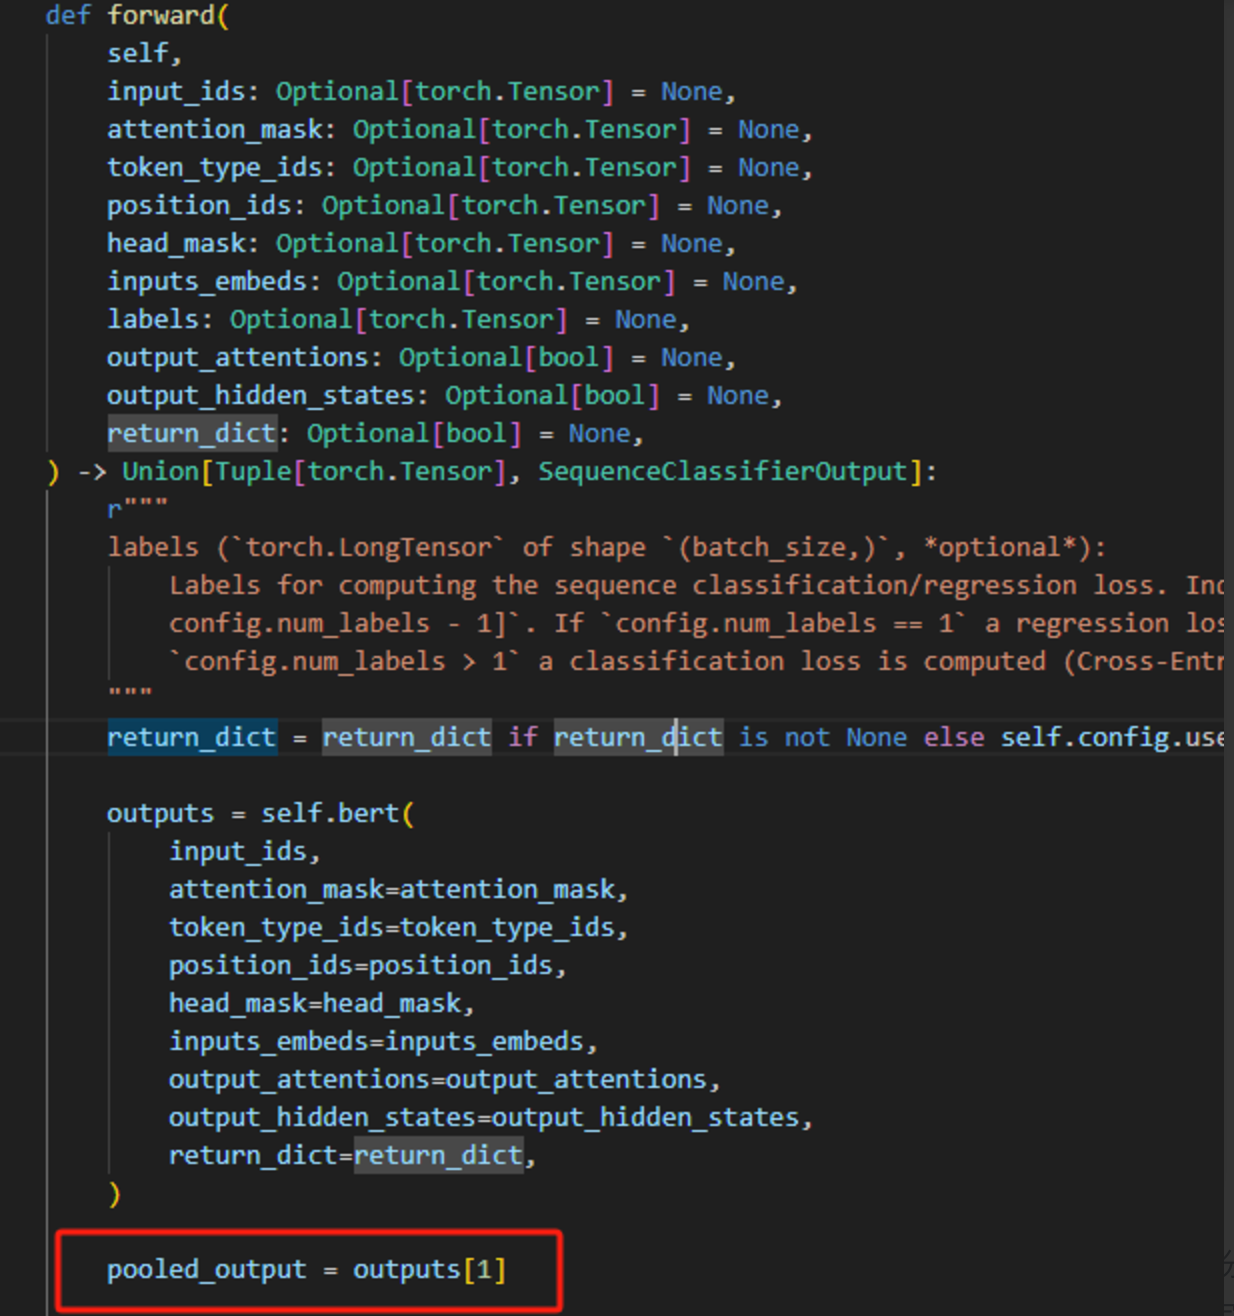 def forward(
    self,
    input_ids: Optional[torch.Tensor] = None,
    attention_mask: Optional[torch.Tensor] = None,
    token_type_ids: Optional[torch.Tensor] = None,
    position_ids: Optional[torch.Tensor] = None,
    head_mask: Optional[torch.Tensor] = None,
    inputs_embeds: Optional[torch.Tensor] = None,
    labels: Optional[torch.Tensor] = None,
    output_attentions: Optional[bool] = None,
    output_hidden_states: Optional[bool] = None,
    return_dict: Optional[bool] = None,
) -> Union[Tuple[torch.Tensor], SequenceClassifierOutput]:
    r"""
    labels (`torch.LongTensor` of shape `(batch_size,)`, *optional*):
        Labels for computing the sequence classification/regression loss.
        config.num_labels - 1]`. If `config.num_labels == 1` a regression
        `config.num_labels > 1` a classification loss is computed
    """
    return_dict = return_dict if return_dict is not None else self.config.use

    outputs = self.bert(
        input_ids,
        attention_mask=attention_mask,
        token_type_ids=token_type_ids,
        position_ids=position_ids,
        head_mask=head_mask,
        inputs_embeds=inputs_embeds,
        output_attentions=output_attentions,
        output_hidden_states=output_hidden_states,
        return_dict=return_dict,
    )

    pooled_output = outputs[1]